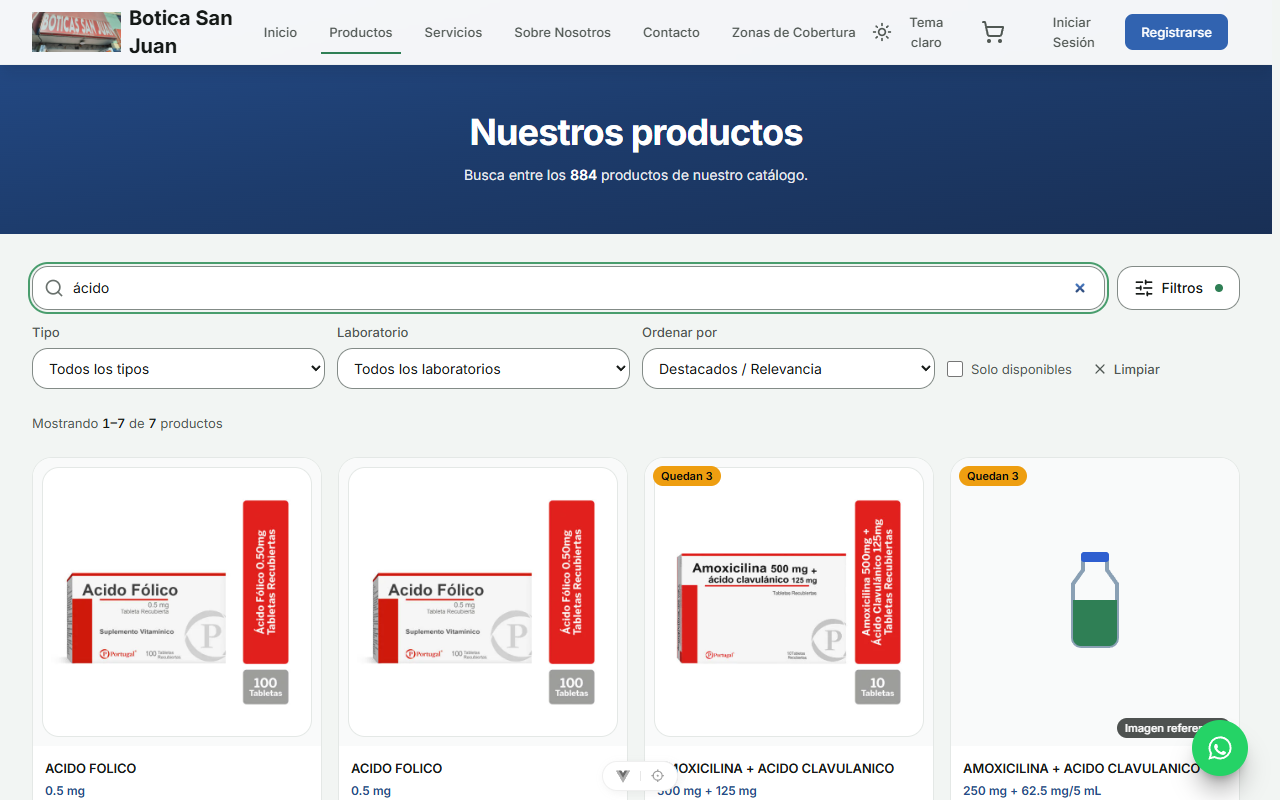 BOTICAS SAN JUAN
Botica San
Juan
Inicio
Productos
Servicios
Sobre Nosotros
Contacto
Zonas de Cobertura
Tema
claro
Iniciar
Sesión
Registrarse
Nuestros productos
Busca entre los 884 productos de nuestro catálogo.
ácido
Filtros
Tipo
Laboratorio
Ordenar por
Todos los tipos
Todos los laboratorios
Destacados / Relevancia
Solo disponibles
Limpiar
Mostrando 1–7 de 7 productos
Acido Fólico
0.5 mg
Tableta Recubierta
Suplemento Vitamínico
Portugal
100 Tabletas
Recubiertas
Ácido Fólico 0.50mg
Tabletas Recubiertas
100
Tabletas
ACIDO FOLICO
0.5 mg
Acido Fólico
0.5 mg
Tableta Recubierta
Suplemento Vitamínico
Portugal
100 Tabletas
Recubiertas
Ácido Fólico 0.50mg
Tabletas Recubiertas
100
Tabletas
ACIDO FOLICO
0.5 mg
Quedan 3
Amoxicilina 500 mg +
ácido clavulánico 125 mg
Tabletas Recubiertas
Portugal
Amoxicilina 500mg +
Ácido Clavulánico 125mg
Tabletas Recubiertas
10
Tabletas
MOXICILINA + ACIDO CLAVULANICO
500 mg + 125 mg
Quedan 3
Imagen refere
AMOXICILINA + ACIDO CLAVULANICO
250 mg + 62.5 mg/5 mL